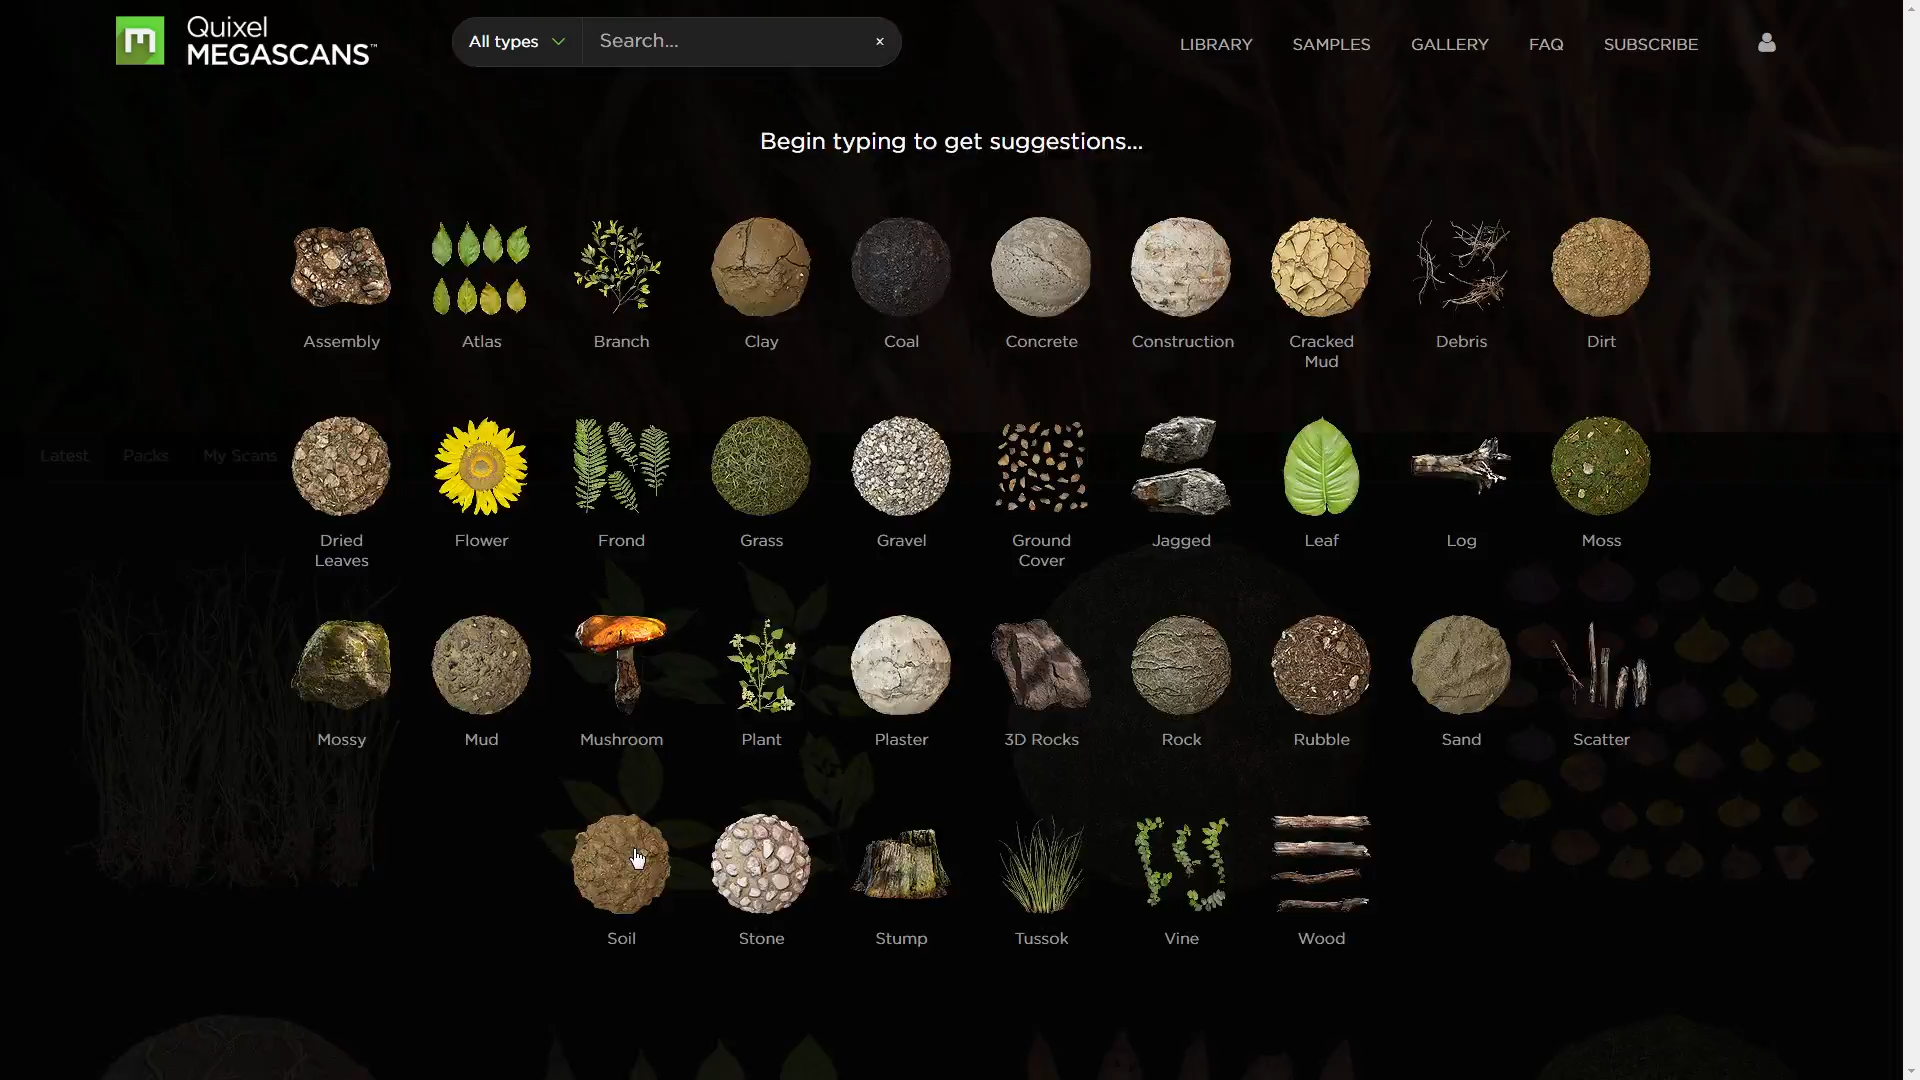 Quixel
MEGASCANS™
All types
Search...
×
LIBRARY
SAMPLES
GALLERY
FAQ
SUBSCRIBE
Begin typing to get suggestions...
Assembly
Atlas
Branch
Clay
Coal
Concrete
Construction
Cracked
Mud
Debris
Dirt
Latest
Packs
My Scans
Dried
Leaves
Flower
Frond
Grass
Gravel
Ground
Cover
Jagged
Leaf
Log
Moss
Mossy
Mud
Mushroom
Plant
Plaster
3D Rocks
Rock
Rubble
Sand
Scatter
Soil
Stone
Stump
Tussok
Vine
Wood